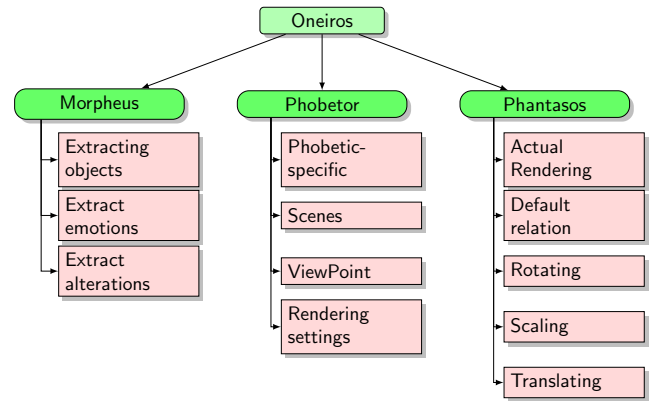 Oneiros
Morpheus
Extracting
objects
Extract
emotions
Extract
alterations
Phobetor
Phobetic-
specific
Scenes
ViewPoint
Rendering
settings
Phantasos
Actual
Rendering
Default
relation
Rotating
Scaling
Translating